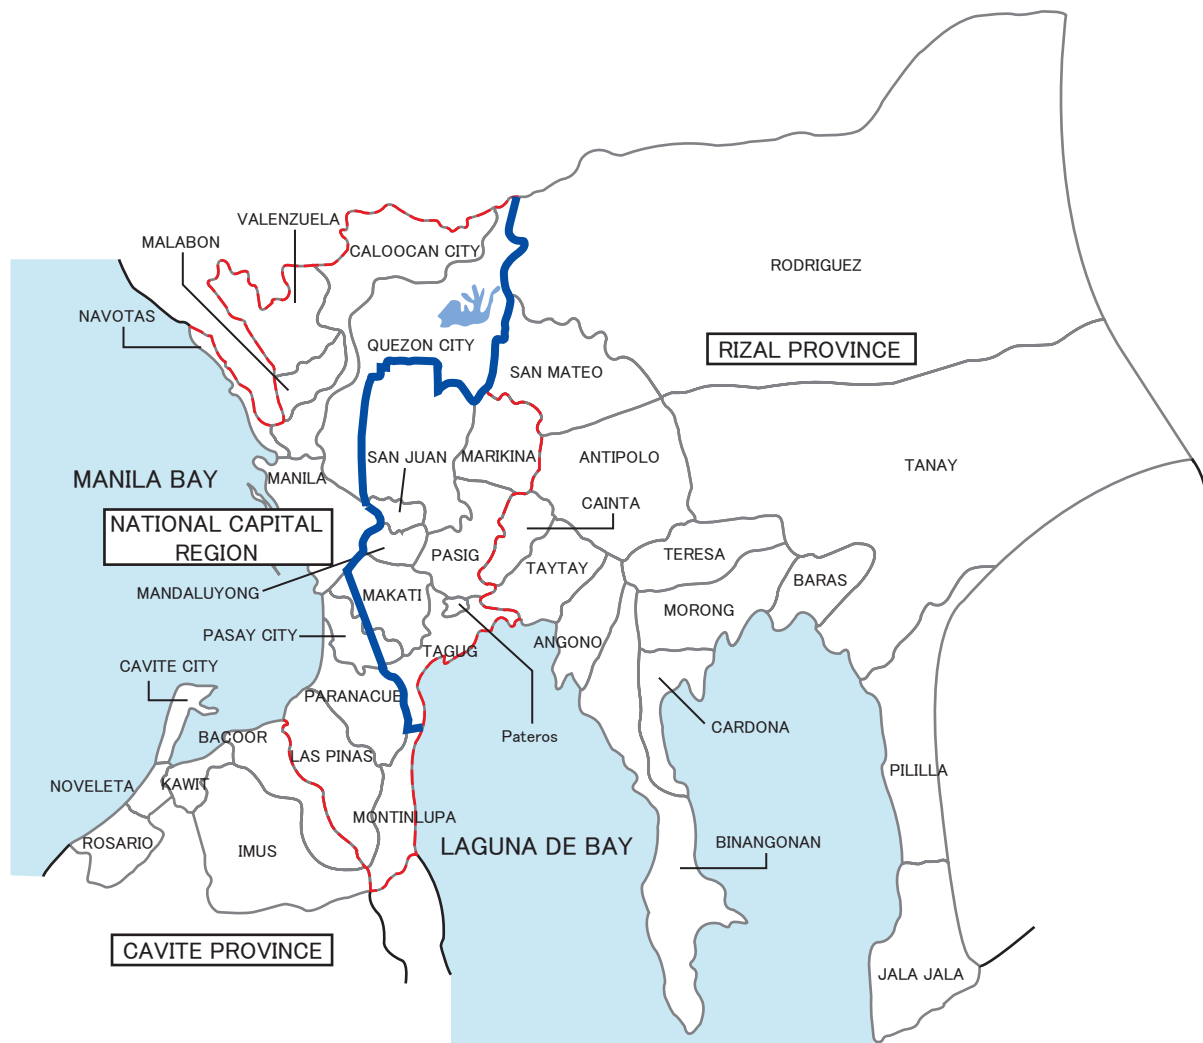 VALENZUELA
MALABON
CALOOCAN CITY
RODRIGUEZ
NAVOTAS
QUEZON CITY
RIZAL PROVINCE
SAN MATEO
SAN JUAN
MARIKINA
ANTIPOLO
TANAY
MANILA BAY
MANILA
CAINTA
NATIONAL CAPITAL
REGION
PASIG
TERESA
TAYTAY
BARAS
MANDALUYONG
MAKATI
MORONG
PASAY CITY
TAGUG
ANGONO
CAVITE CITY
PARANACUE
CARDONA
Pateros
BACOOR
LAS PINAS
PILILLA
NOVELETA
KAWIT
MONTINLUPA
ROSARIO
IMUS
LAGUNA DE BAY
BINANGONAN
CAVITE PROVINCE
JALA JALA